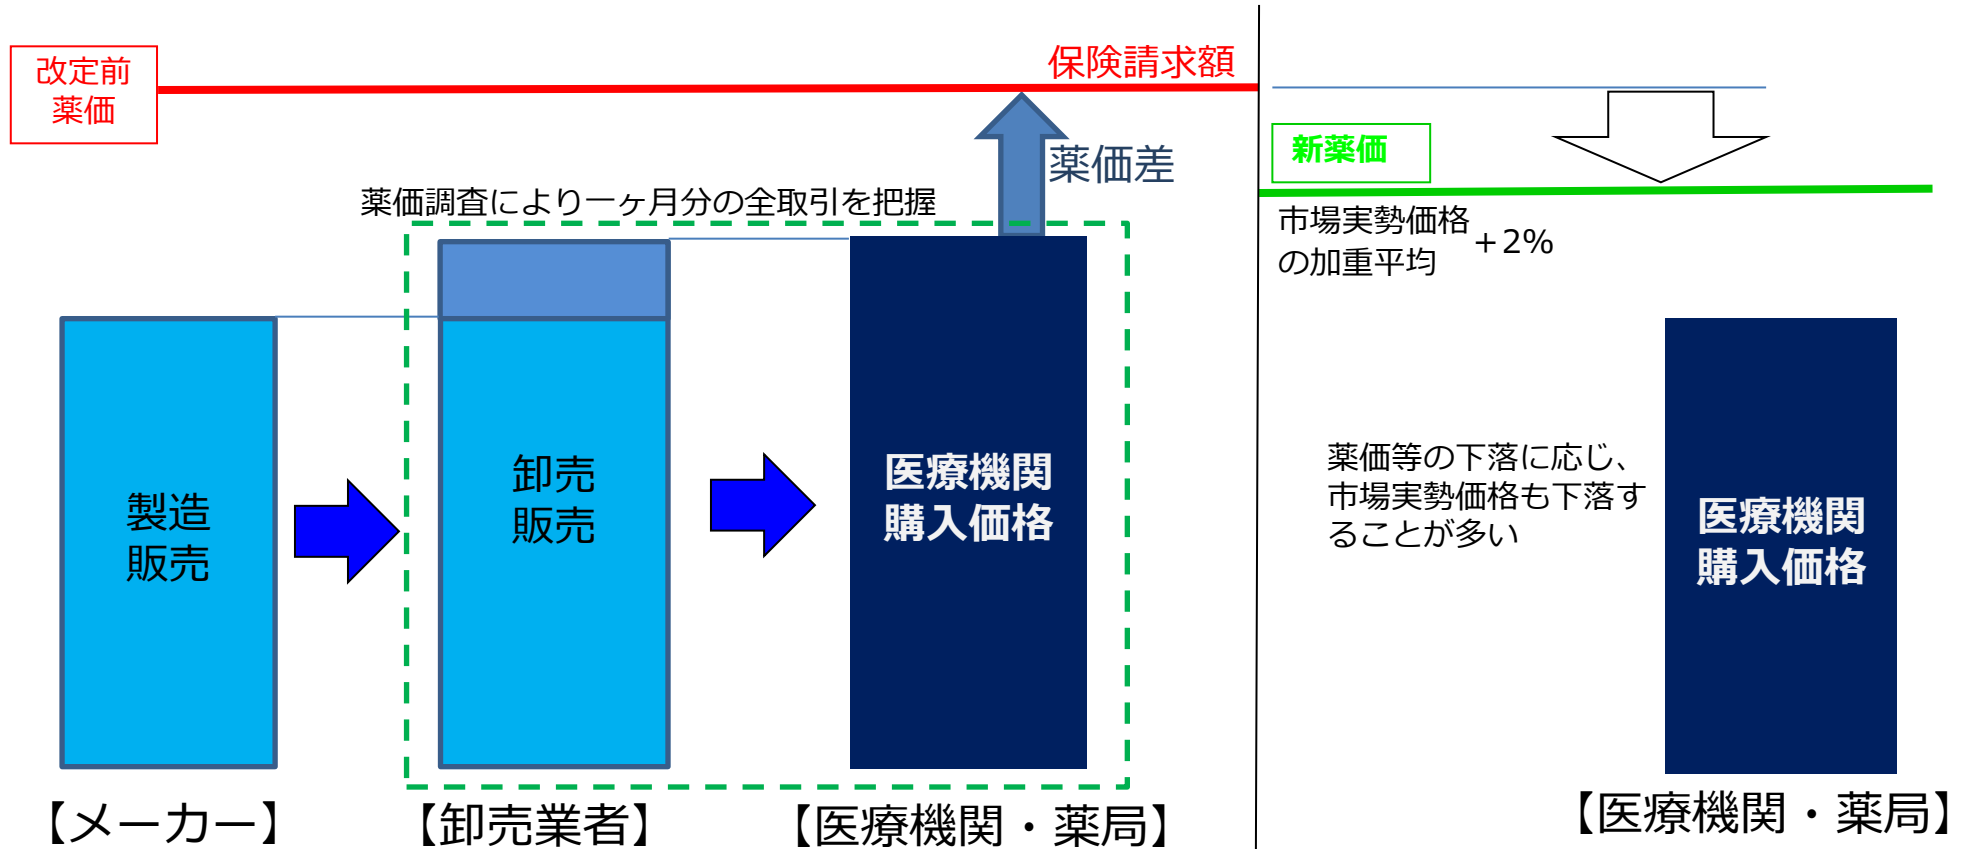 改定前
薬価
保険請求額
薬価差
薬価調査により一ヶ月分の全取引を把握
製造
販売
卸売
販売
医療機関
購入価格
【メーカー】
【卸売業者】
【医療機関・薬局】
新薬価
市場実勢価格
の加重平均
+2%
薬価等の下落に応じ、
市場実勢価格も下落す
ることが多い
医療機関
購入価格
【医療機関・薬局】